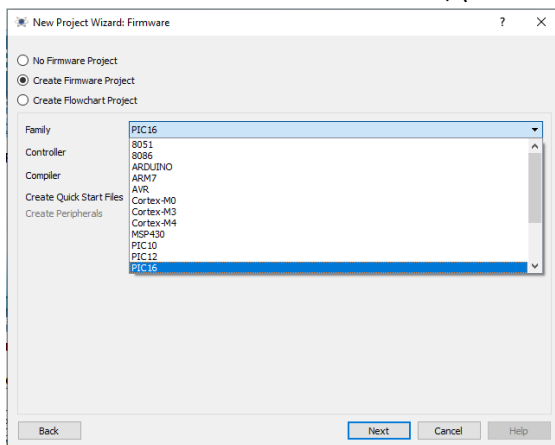 New Project Wizard: Firmware
?
No Firmware Project
Create Firmware Project
Create Flowchart Project
Family
PIC16
Controller
Compiler
Create Quick Start Files
Create Peripherals
8051
8086
ARDUINO
ARM7
AVR
Cortex-M0
Cortex-M3
Cortex-M4
MSP430
PIC10
PIC12
PIC16
Back
Next
Cancel
Help